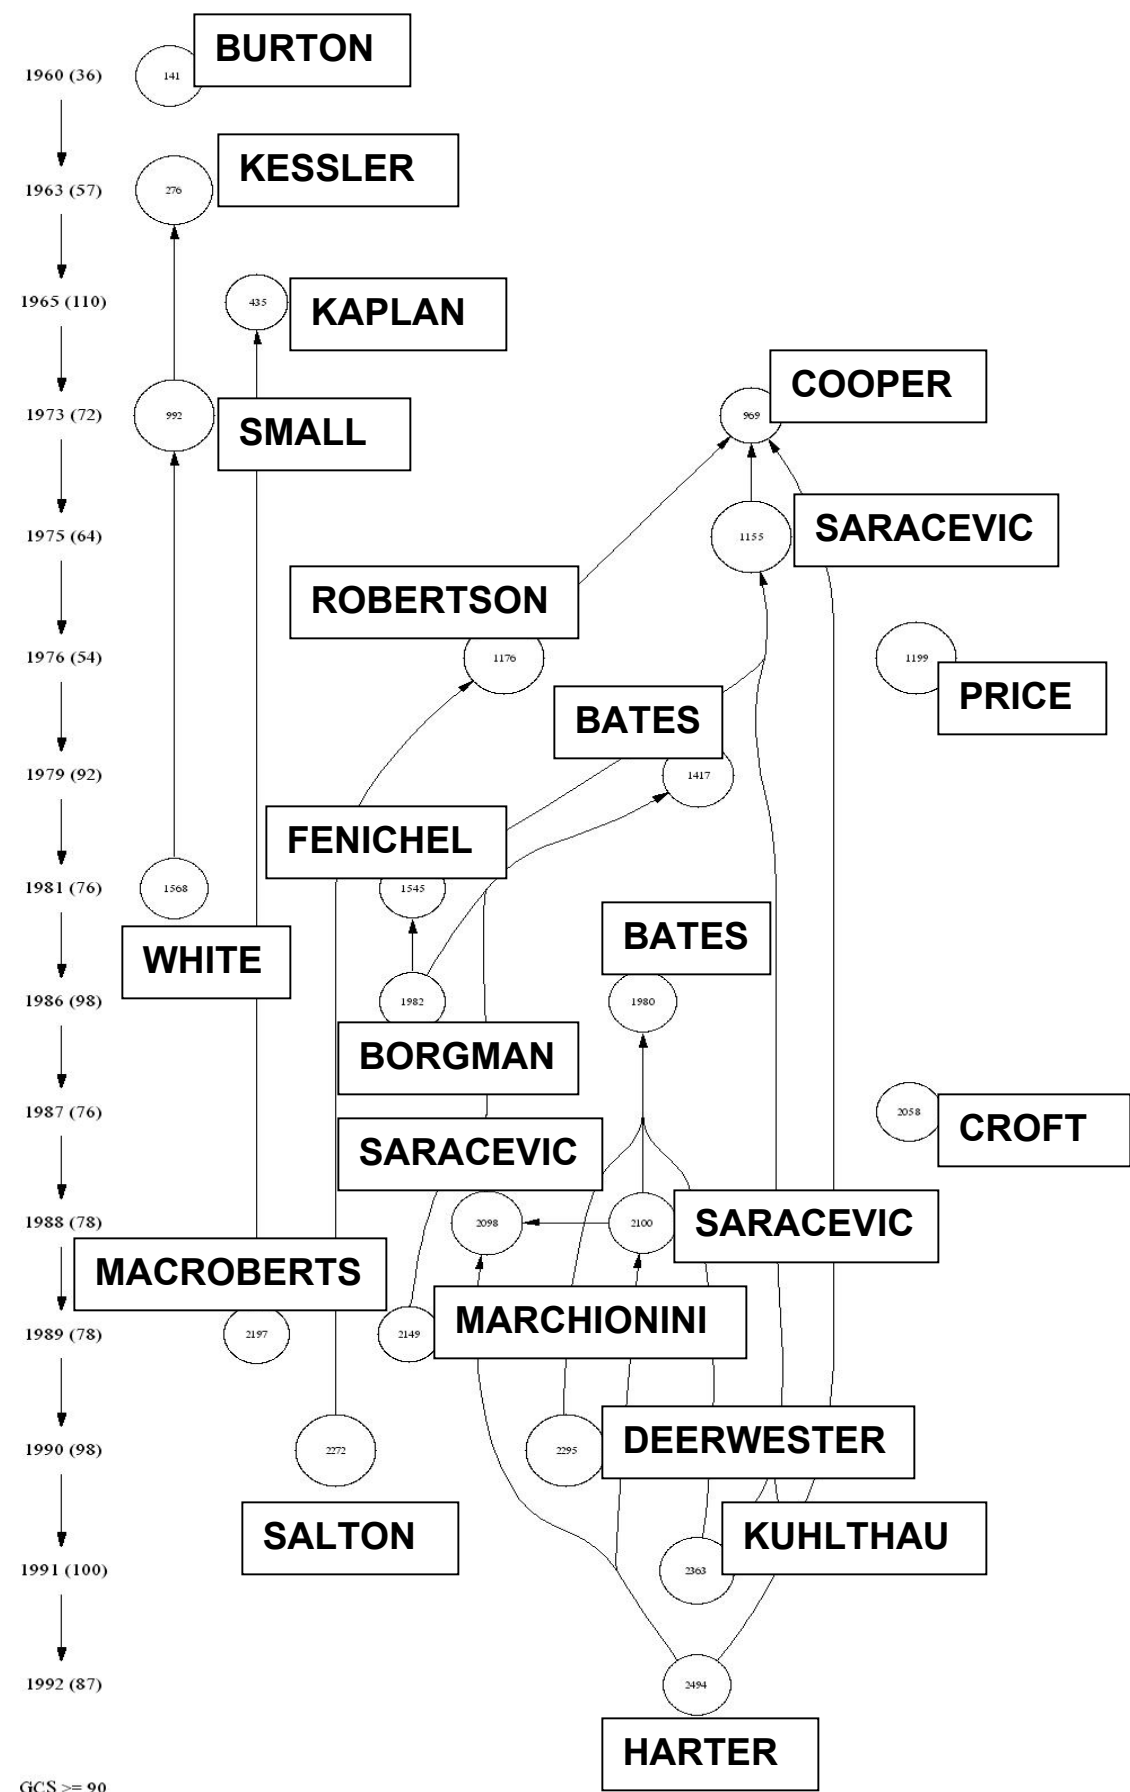 BURTON
1960 (36)
141
KESSLER
1963 (57)
276
1965 (110)
435
KAPLAN
COOPER
1973 (72)
992
969
SMALL
SARACEVIC
1975 (64)
1155
ROBERTSON
1976 (54)
1176
1199
PRICE
BATES
1979 (92)
1417
FENICHEL
1981 (76)
1568
1545
BATES
WHITE
1986 (98)
1982
1980
BORGMAN
1987 (76)
2058
CROFT
SARACEVIC
1988 (78)
2098
2100
SARACEVIC
MACROBERTS
MARCHIONINI
1989 (78)
2197
2149
1990 (98)
2272
2295
DEERWESTER
SALTON
KUHLTHAU
1991 (100)
2363
1992 (87)
2494
HARTER
GCS >= 90